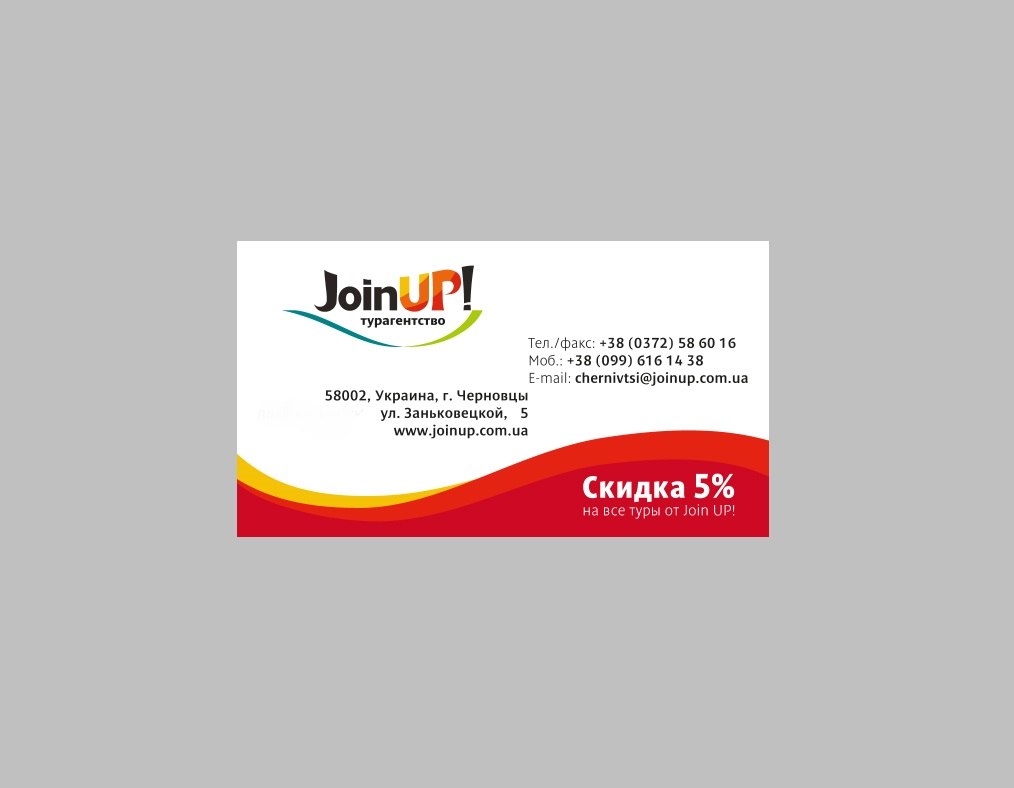 JoinUP!
турагентство
Тел./факс: +38 (0372) 58 60 16
Моб.: +38 (099) 616 14 38
E-mail: chernivtsi@joinup.com.ua
58002, Украина, г. Черновцы
ул. Заньковецкой, 5
www.joinup.com.ua
Скидка 5%
на все туры от Join UP!